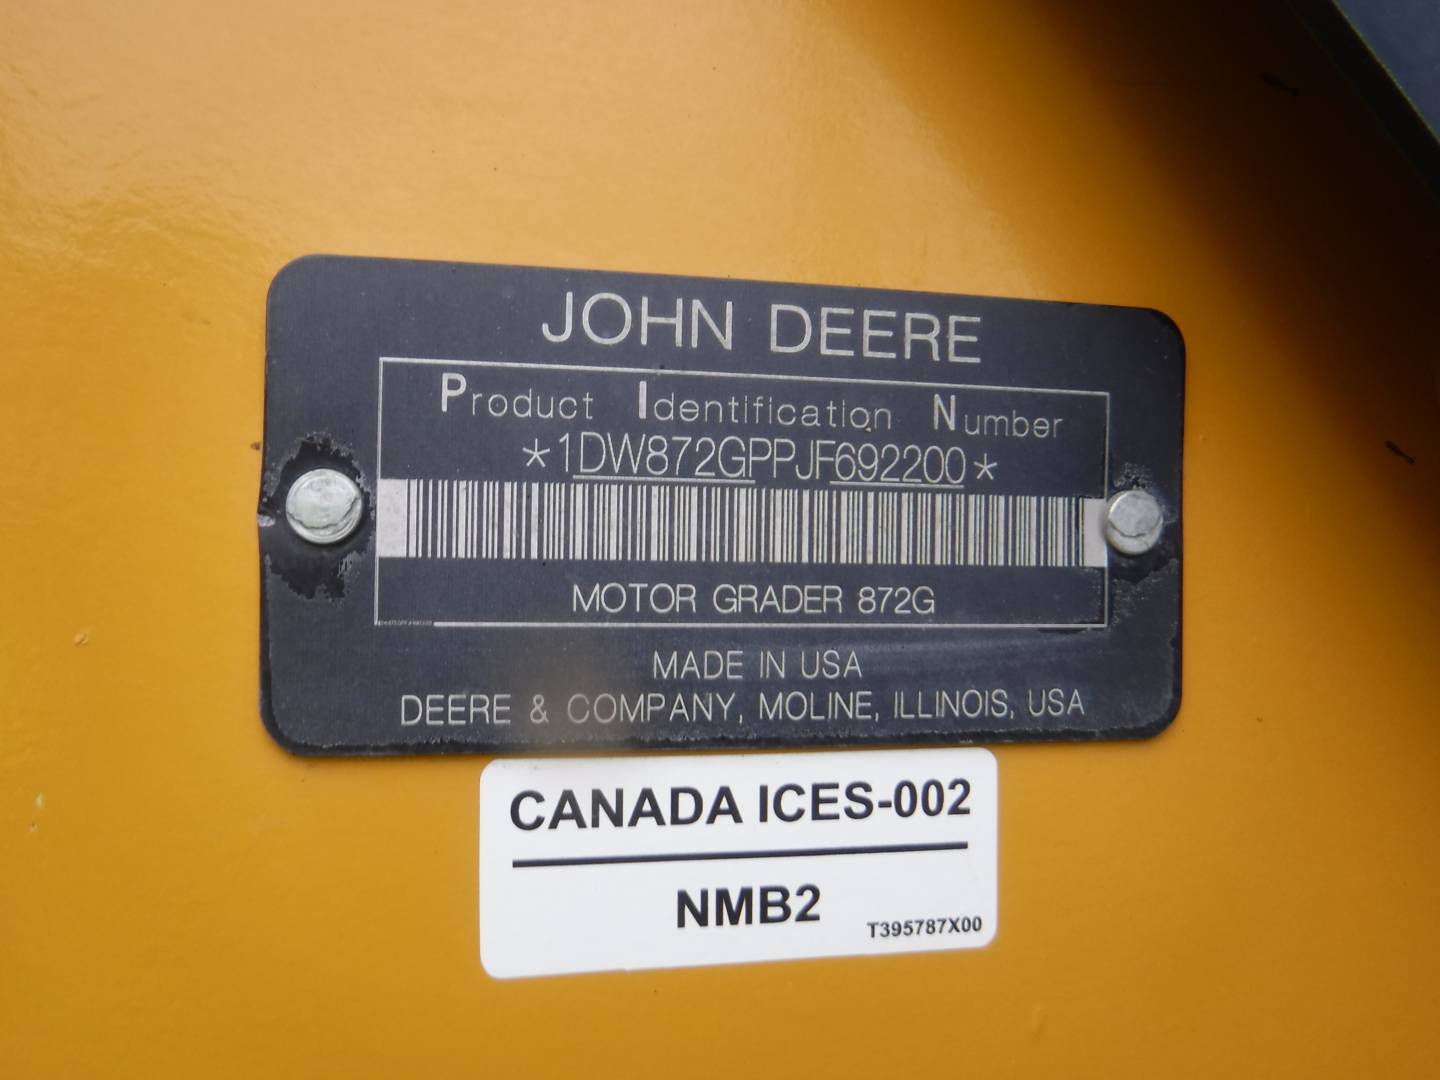 JOHN DEERE
Product Identification Number
*1DW872GPPJF692200*
MOTOR GRADER 872G
MADE IN USA
DEERE & COMPANY, MOLINE, ILLINOIS, USA
CANADA ICES-002
NMB2
T395787X00